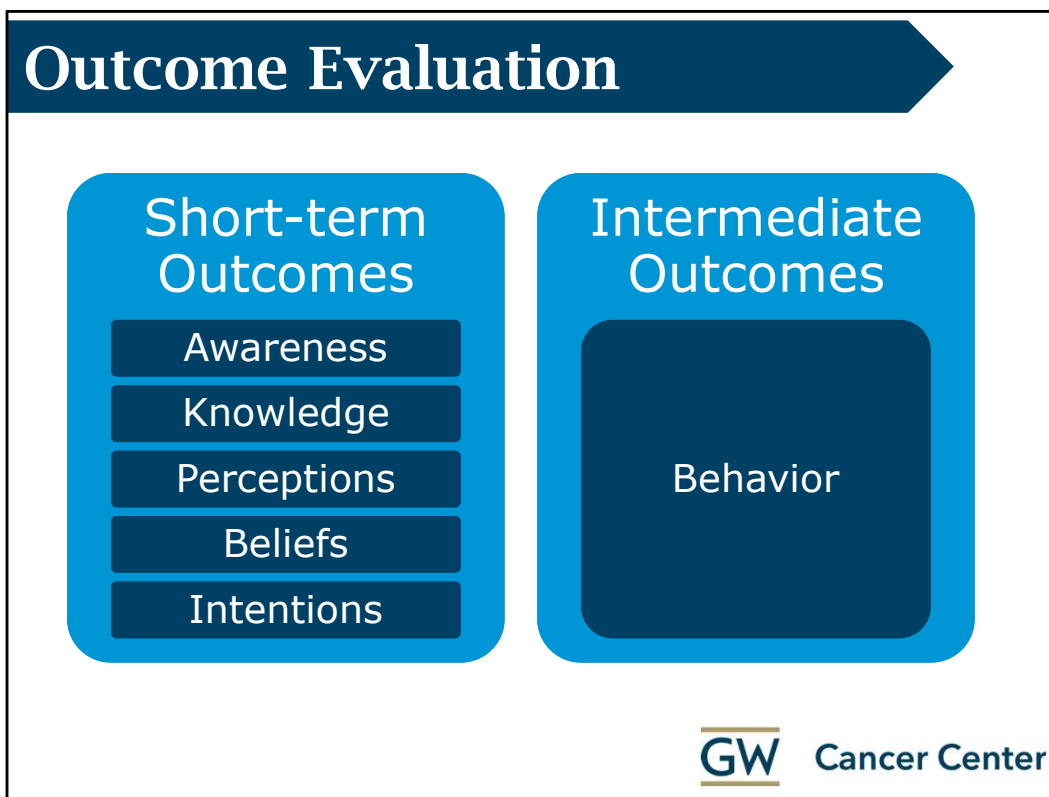 Outcome Evaluation
Short-term
Outcomes
Awareness
Knowledge
Perceptions
Beliefs
Intentions
Intermediate
Outcomes
Behavior
GW Cancer Center